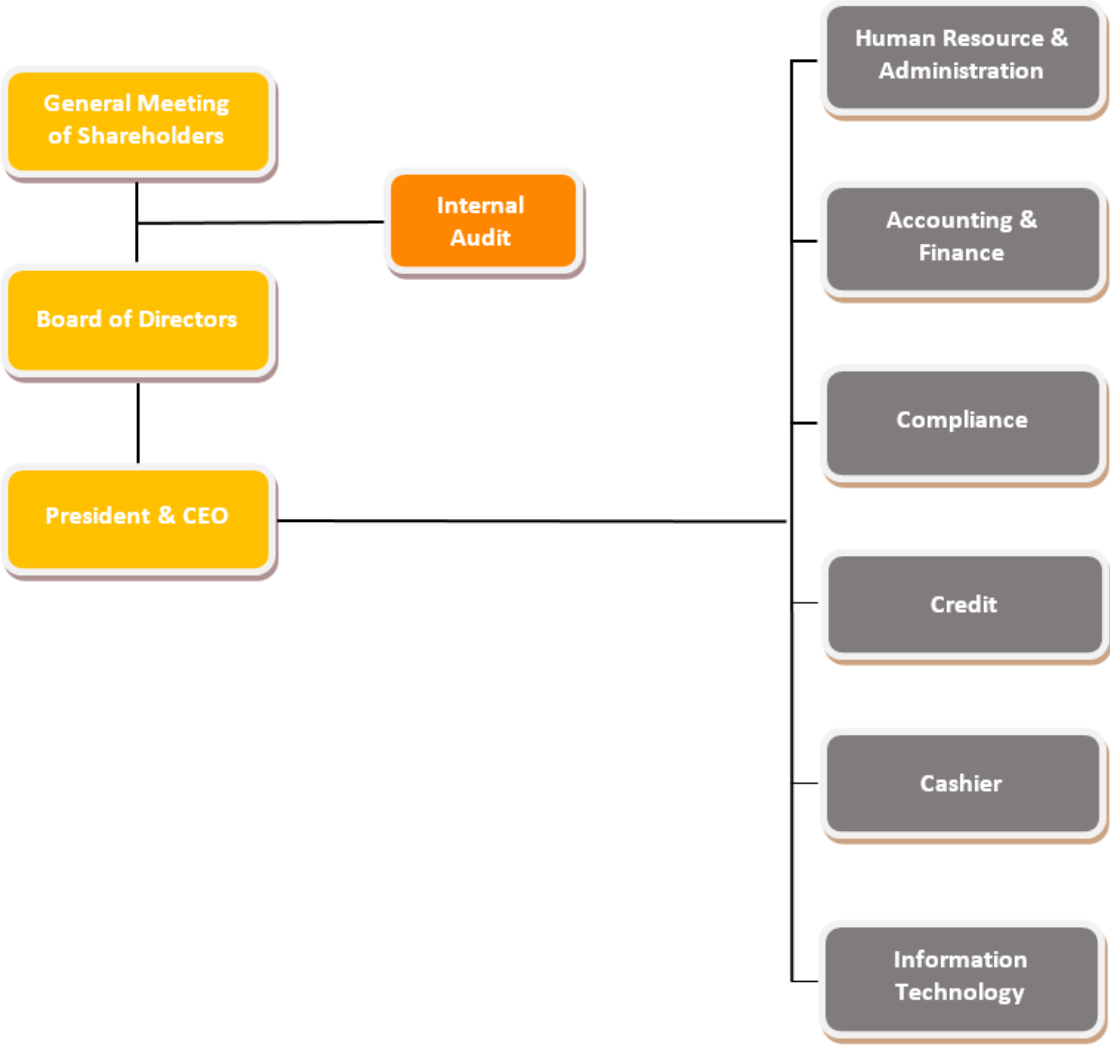 General Meeting
of Shareholders
Internal
Audit
Board of Directors
President & CEO
Human Resource &
Administration
Accounting &
Finance
Compliance
Credit
Cashier
Information
Technology